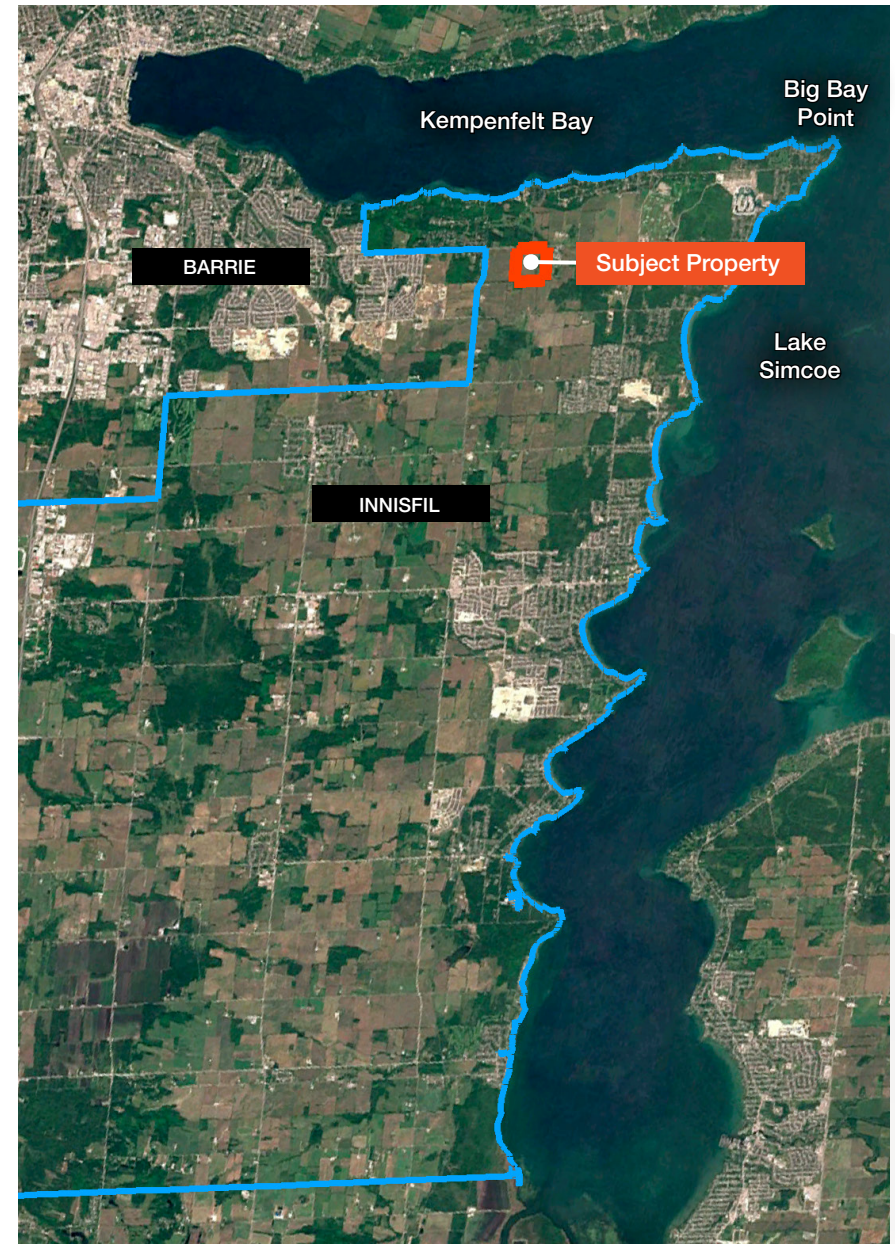 Big Bay
Point
Kempenfelt Bay
BARRIE
Subject Property
Lake
Simcoe
INNISFIL